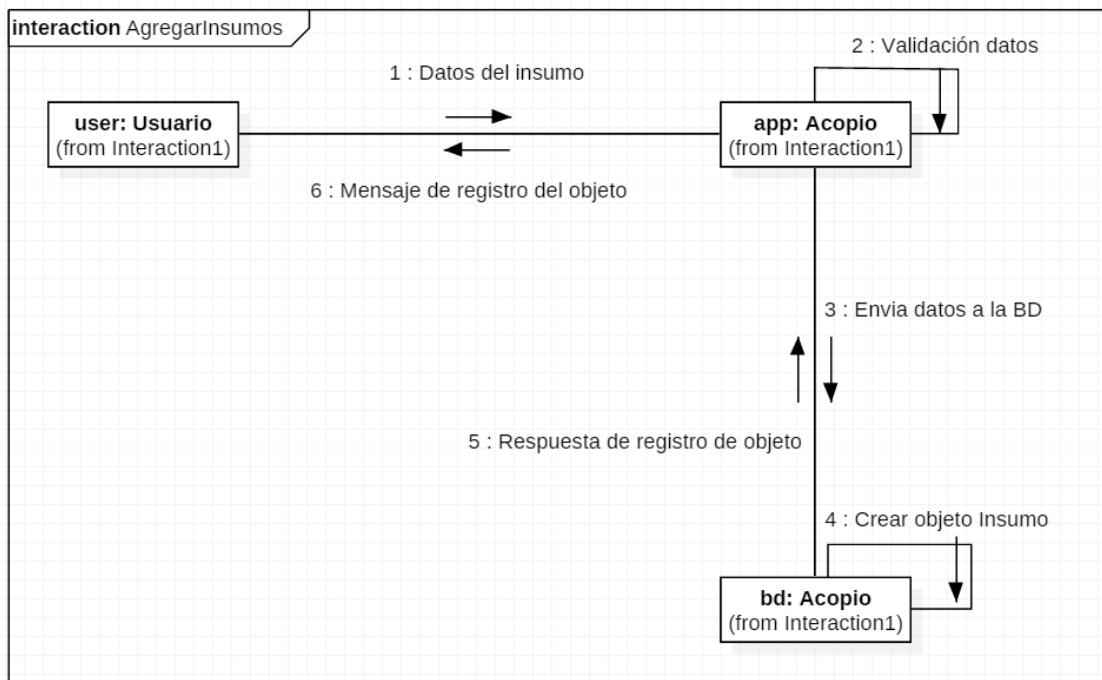 interaction AgregarInsumos
2 : Validación datos
1 : Datos del insumo
user: Usuario
(from Interaction1)
app: Acopio
(from Interaction1)
6 : Mensaje de registro del objeto
3 : Envia datos a la BD
5 : Respuesta de registro de objeto
4 : Crear objeto Insumo
bd: Acopio
(from Interaction1)